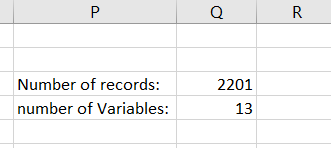 P Q R
Number of records: 2201
number of Variables: 13